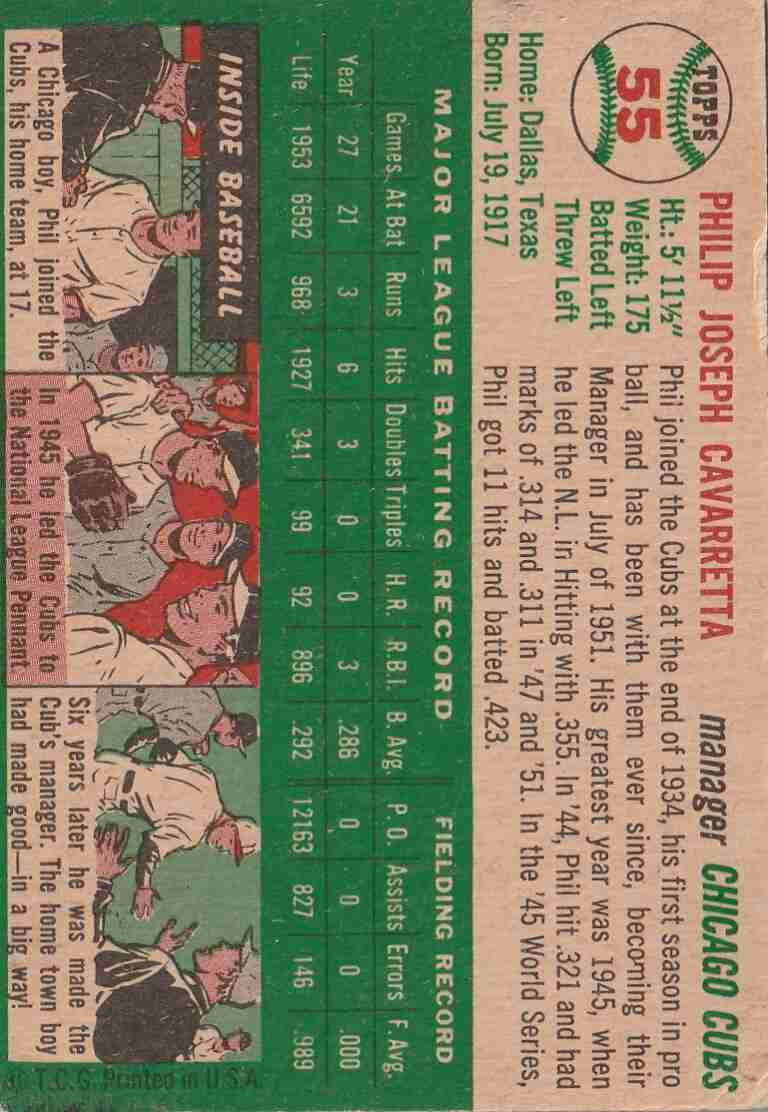 TOPPS
55
PHILIP JOSEPH CAVARRETTA manager CHICAGO CUBS
Ht.: 5' 11½"
Weight: 175
Batted Left
Threw Left
Home: Dallas, Texas
Born: July 19, 1917
Phil joined the Cubs at the end of 1934, his first season in pro
ball, and has been with them ever since, becoming their
Manager in July of 1951. His greatest year was 1945, when
he led the N.L. in Hitting with .355. In '44, Phil hit .321 and had
marks of .314 and .311 in '47 and '51. In the '45 World Series,
Phil got 11 hits and batted .423.
MAJOR LEAGUE BATTING RECORD FIELDING RECORD
Games At Bat Runs Hits Doubles Triples H.R. R.B.I. B. Avg. P.O. Assists Errors F. Avg.
Year 27 21 3 6 3 0 0 3 .286 0 0 0 .000
Life 1953 6592 968 1927 341 99 92 896 .292 12163 827 146 .989
INSIDE BASEBALL
A Chicago boy, Phil joined the
Cubs, his home team, at 17.
In 1945 he led the Cubs to
the National League Pennant.
Six years later he was made the
Cub's manager. The home town boy
had made good—in a big way!
T.C.G. Printed in U.S.A.